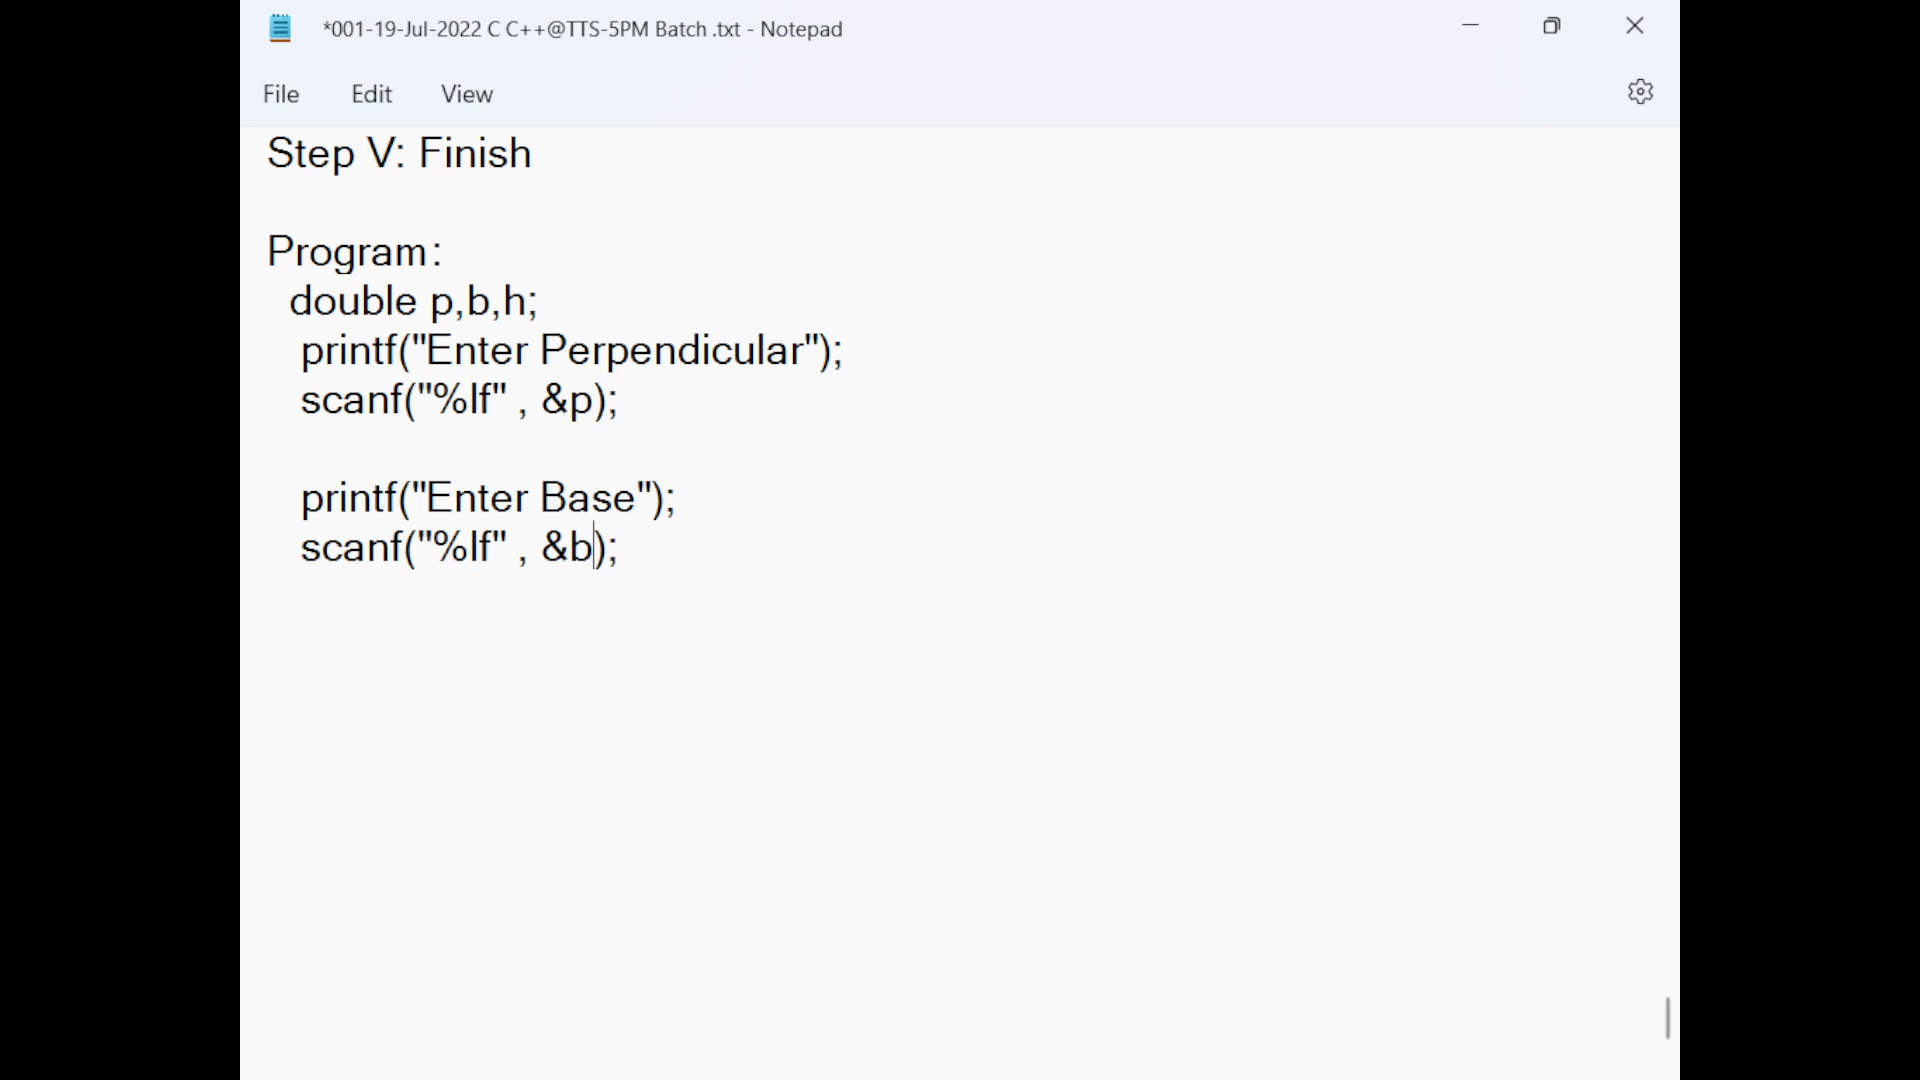 *001-19-Jul-2022 C C++@TTS-5PM Batch .txt - Notepad
File Edit View
Step V: Finish
Program:
double p,b,h;
printf("Enter Perpendicular");
scanf("%lf" , &p);
printf("Enter Base");
scanf("%lf" , &b);